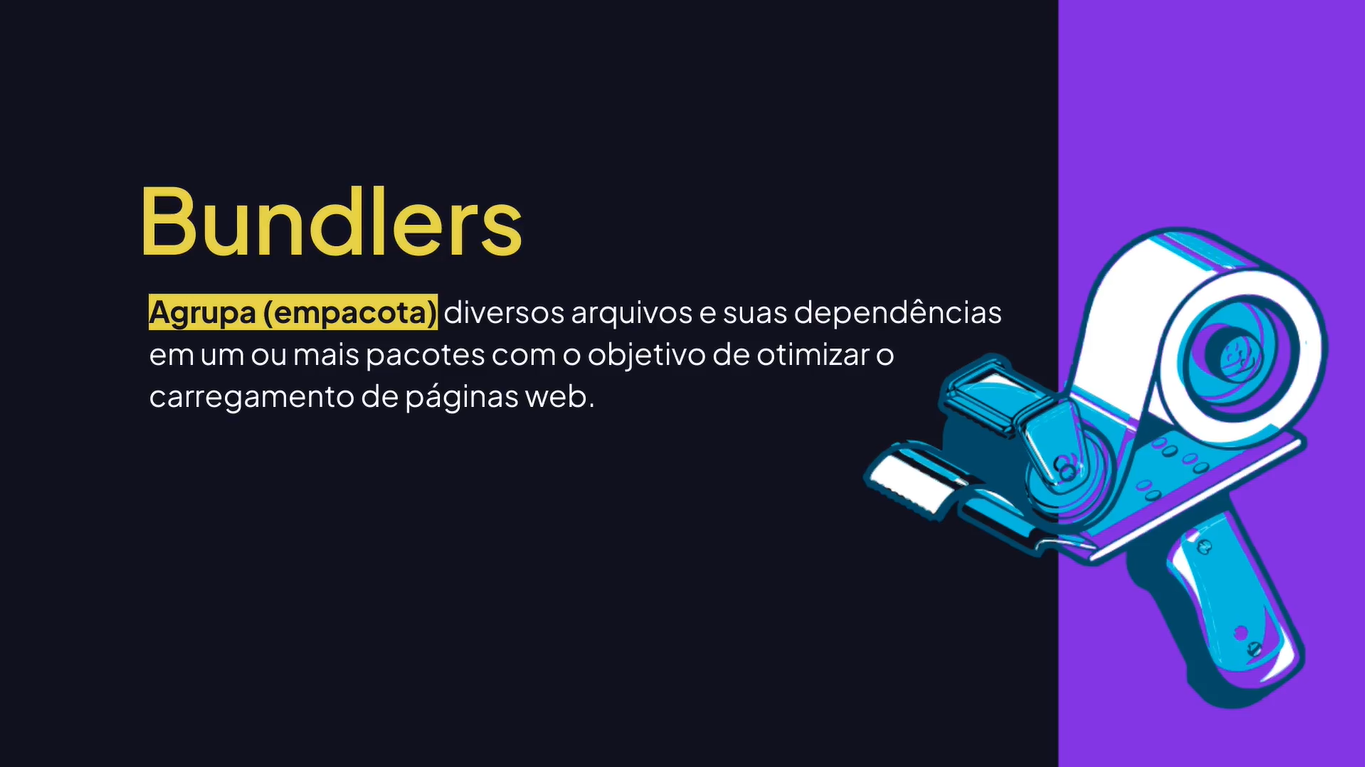 Bundlers
Agrupa (empacota) diversos arquivos e suas dependências
em um ou mais pacotes com o objetivo de otimizar o
carregamento de páginas web.